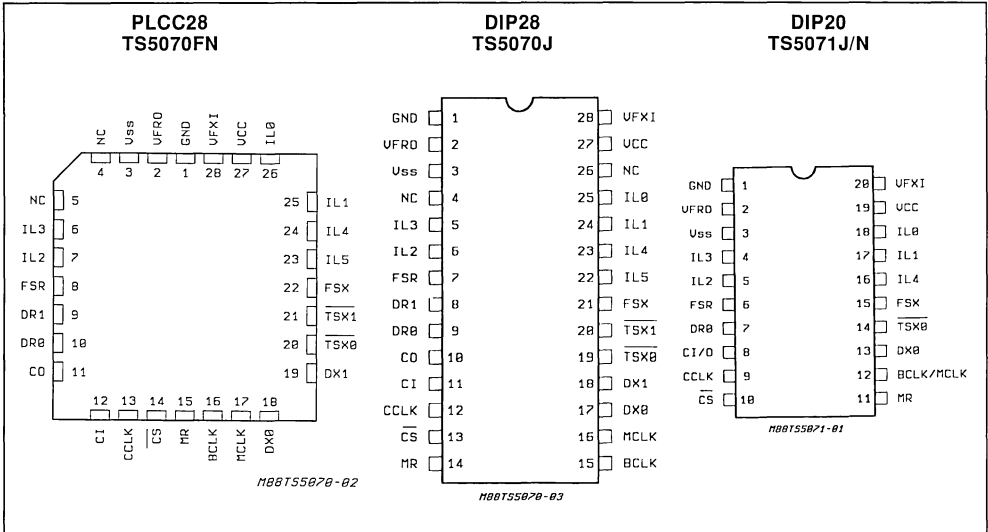 PLCC28
TS5070FN
NC
Vss
VFRO
GND
VFXI
VCC
IL0
4 3 2 1 28 27 26
NC 5
IL3 6
IL2 7
FSR 8
DR1 9
DR0 10
CO 11
25 IL1
24 IL4
23 IL5
22 FSX
21 TSX1
20 TSX0
19 DX1
12 13 14 15 16 17 18
CI
CCLK
CS
MR
BCLK
MCLK
DX0
M88TS5070-02
DIP28
TS5070J
GND 1 28 VFXI
VFRO 2 27 VCC
Vss 3 26 NC
NC 4 25 IL0
IL3 5 24 IL1
IL2 6 23 IL4
FSR 7 22 IL5
DR1 8 21 FSX
DR0 9 20 TSX1
CO 10 19 TSX0
CI 11 18 DX1
CCLK 12 17 DX0
CS 13 16 MCLK
MR 14 15 BCLK
M88TS5070-03
DIP20
TS5071J/N
GND 1 20 VFXI
VFRO 2 19 VCC
Vss 3 18 IL0
IL3 4 17 IL1
IL2 5 16 IL4
FSR 6 15 FSX
DR0 7 14 TSX0
CI/O 8 13 DX0
CCLK 9 12 BCLK/MCLK
CS 10 11 MR
M88TS5071-01